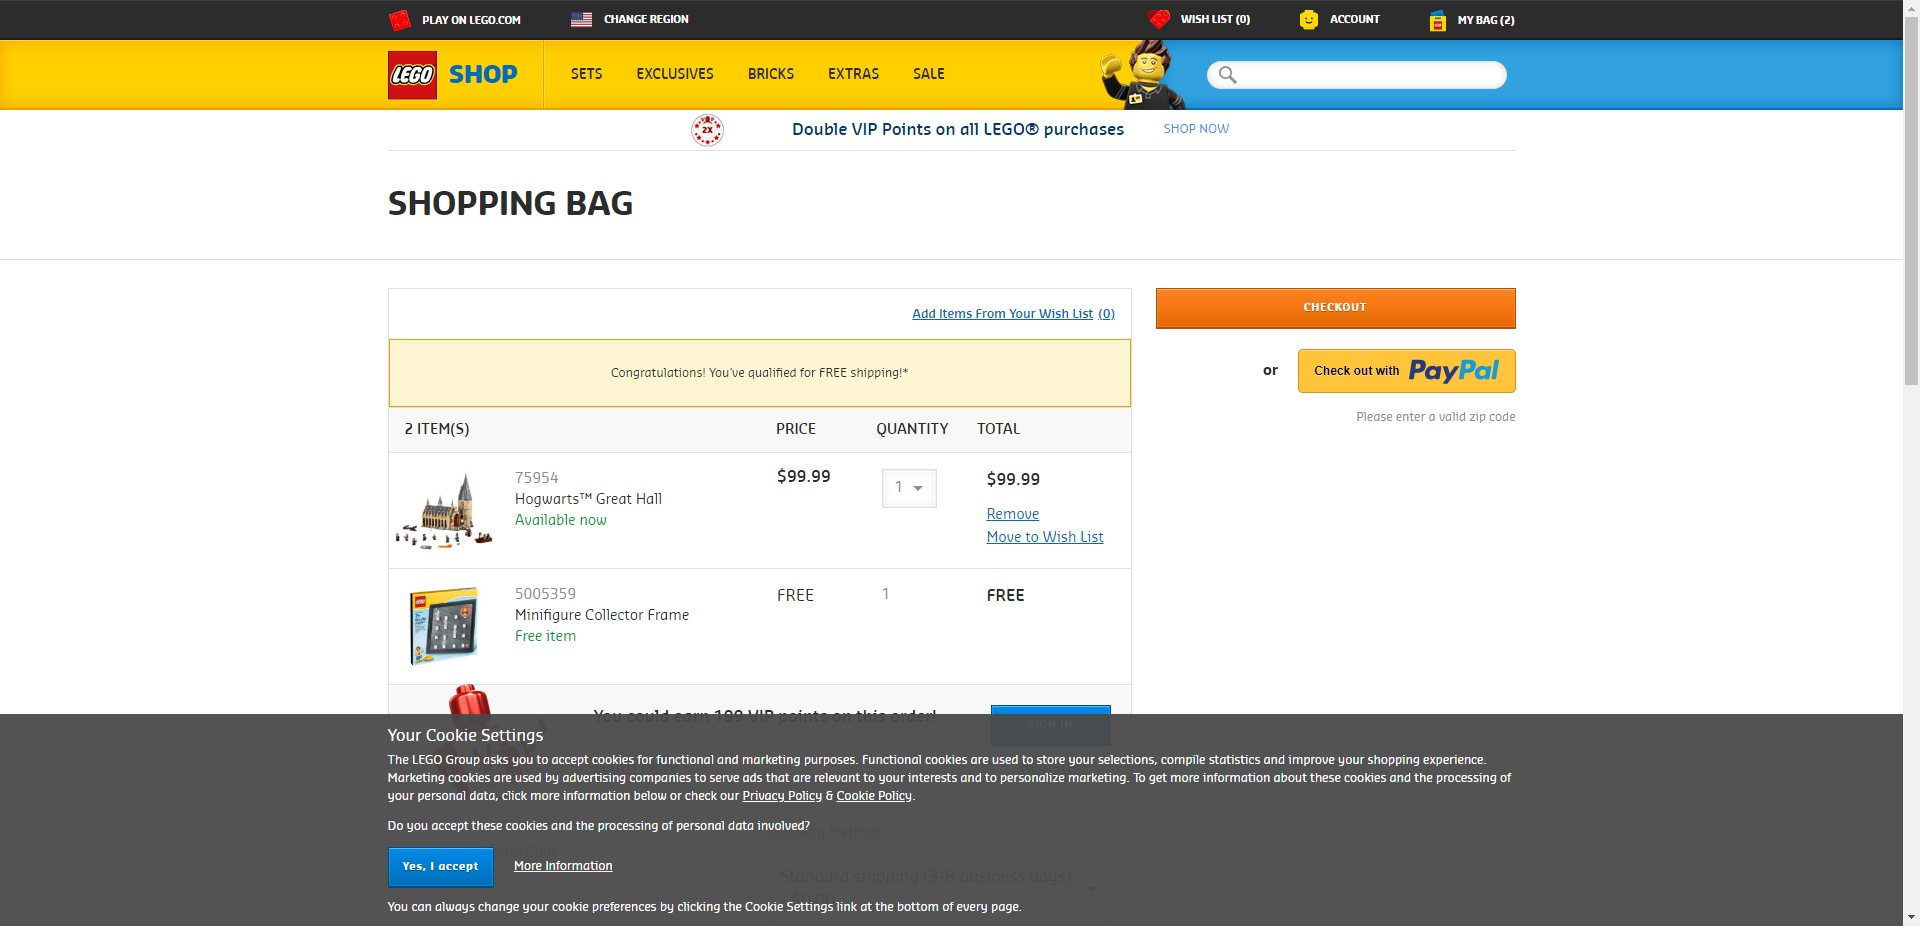 PLAY ON LEGO.COM
CHANGE REGION
WISH LIST (0)
ACCOUNT
MY BAG (2)
LEGO SHOP
SETS
EXCLUSIVES
BRICKS
EXTRAS
SALE
2X
Double VIP Points on all LEGO® purchases
SHOP NOW
SHOPPING BAG
Add Items From Your Wish List (0)
CHECKOUT
Congratulations! You've qualified for FREE shipping!*
or
Check out with PayPal
Please enter a valid zip code
2 ITEM(S)
PRICE
QUANTITY
TOTAL
75954
Hogwarts™ Great Hall
Available now
$99.99
1
$99.99
Remove
Move to Wish List
5005359
Minifigure Collector Frame
Free item
FREE
1
FREE
You could earn 199 VIP points on this order!
SIGN IN
Your Cookie Settings
The LEGO Group asks you to accept cookies for functional and marketing purposes. Functional cookies are used to store your selections, compile statistics and improve your shopping experience.
Marketing cookies are used by advertising companies to serve ads that are relevant to your interests and to personalize marketing. To get more information about these cookies and the processing of
your personal data, click more information below or check our Privacy Policy & Cookie Policy.
Do you accept these cookies and the processing of personal data involved?
Yes, I accept
More Information
Standard shipping (3-8 business days)
You can always change your cookie preferences by clicking the Cookie Settings link at the bottom of every page.